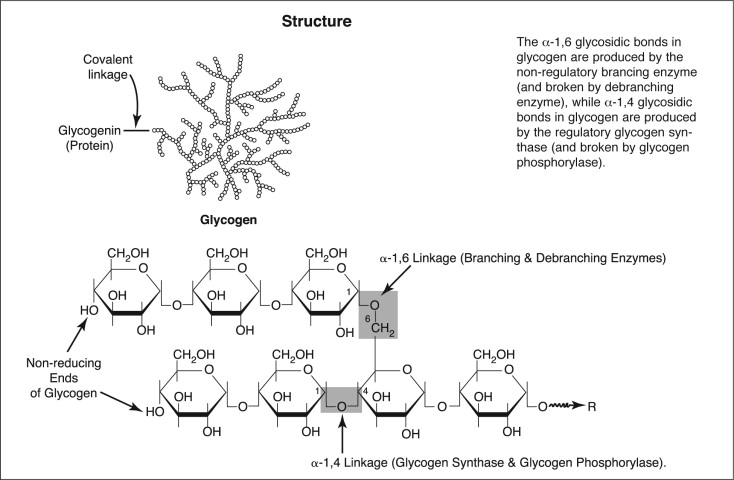 Structure
Covalent
linkage
Glycogenin
(Protein)
Glycogen
The α-1,6 glycosidic bonds in
glycogen are produced by the
non-regulatory brancing enzyme
(and broken by debranching
enzyme), while α-1,4 glycosidic
bonds in glycogen are produced
by the regulatory glycogen syn-
thase (and broken by glycogen
phosphorylase).
α-1,6 Linkage (Branching & Debranching Enzymes)
CH₂OH CH₂OH CH₂OH
O O O
1
OH OH OH
HO O O O
OH OH OH
6
CH₂
Non-reducing
Ends
of Glycogen
CH₂OH CH₂OH CH₂OH
O O O O
1 4
OH OH OH OH
HO O O O O R
OH OH OH OH
α-1,4 Linkage (Glycogen Synthase & Glycogen Phosphorylase).